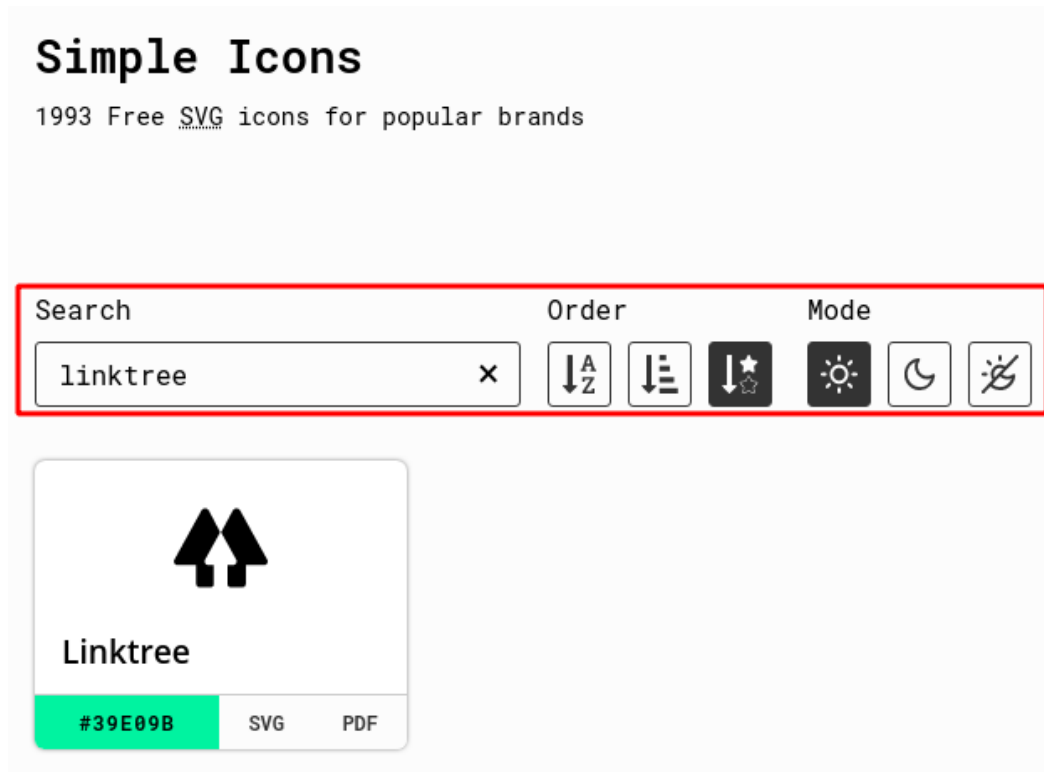 Simple Icons
1993 Free SVG icons for popular brands
Search Order Mode
linktree × A Z
Linktree
#39E09B SVG PDF